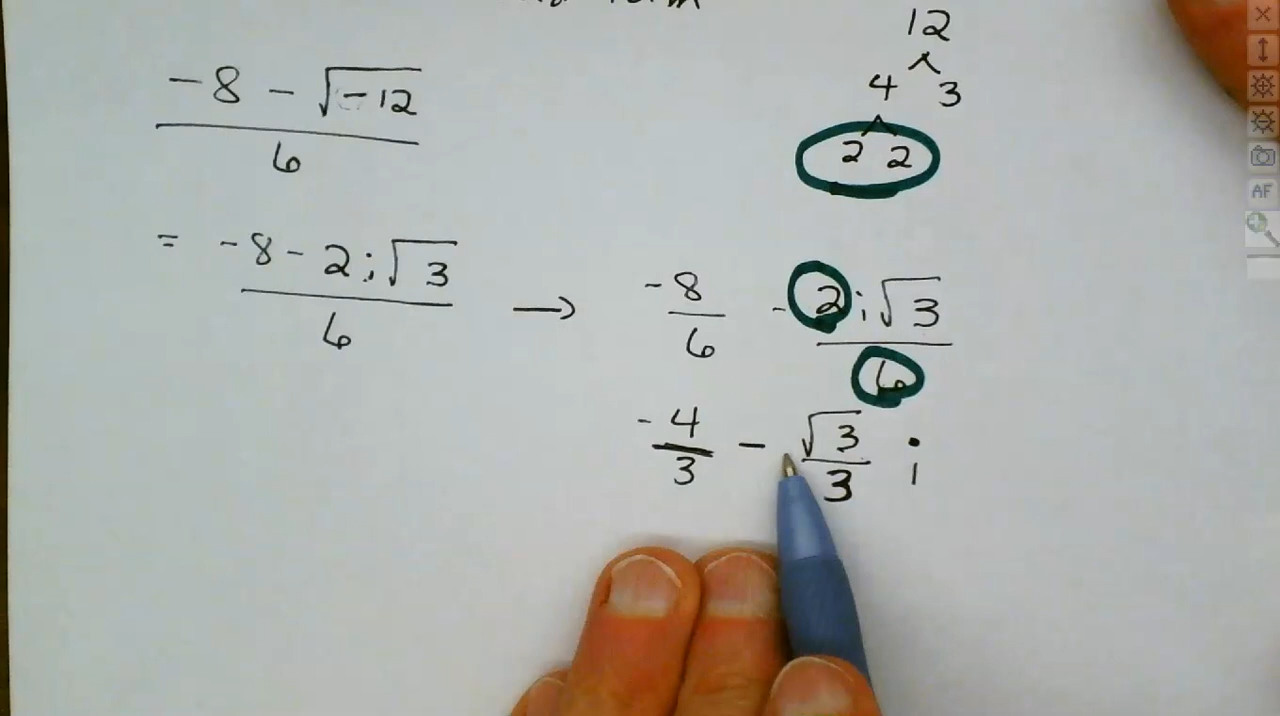 12
4 3
2 2
-8 - √-12
6
= -8 - 2i√3
6
→ -8 - 2i√3
6 6
-4 - √3 i
3 3
AF